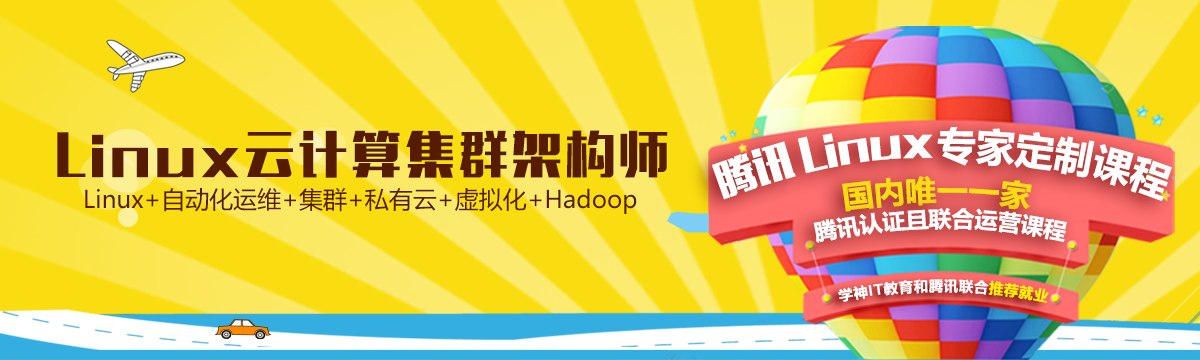 Linux云计算集群架构师
Linux+自动化运维+集群+私有云+虚拟化+Hadoop
腾讯 Linux 专家定制课程
国内唯一一家
腾讯认证且联合运营课程
学神IT教育和腾讯联合推荐就业